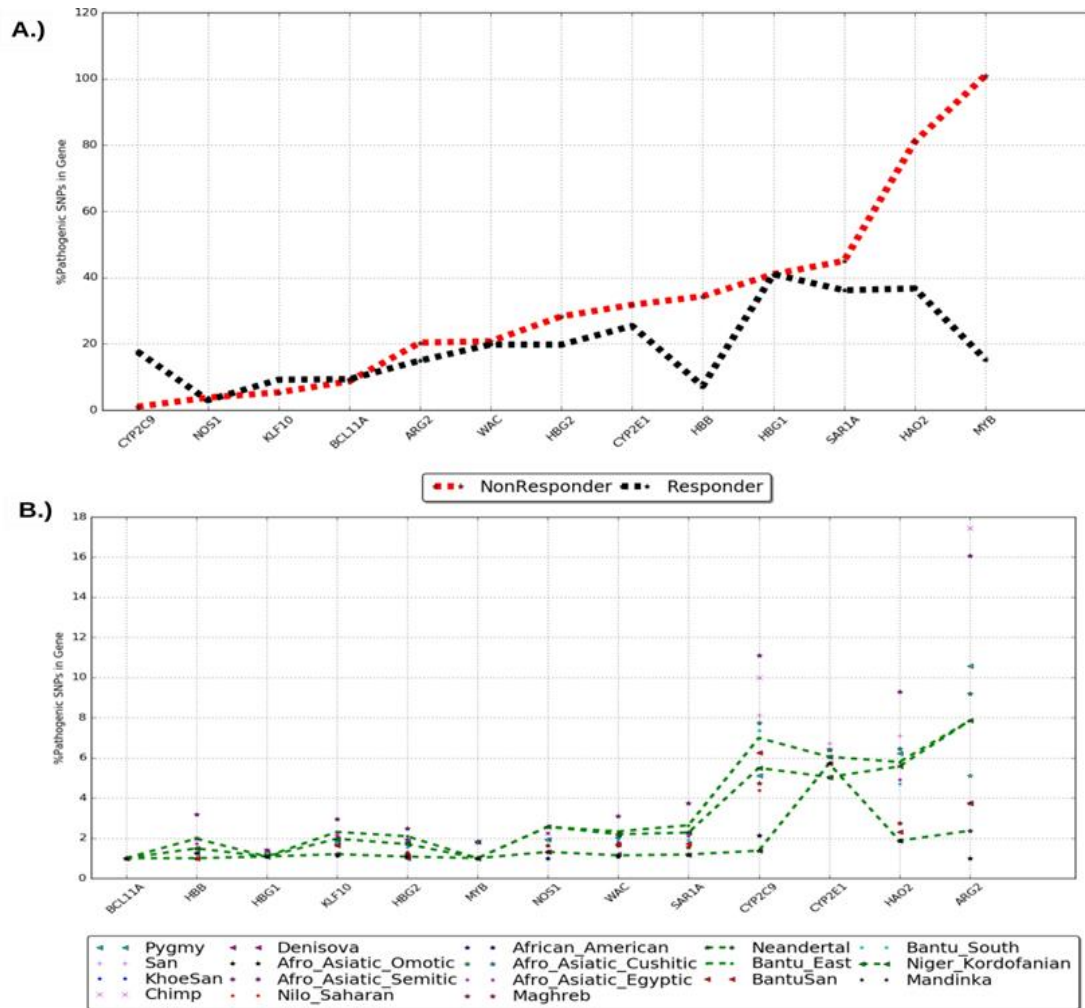 A.)
120
100
80
60
40
20
0
%Pathogenic SNPs in Gene
CYP2C9 NOS1 KLF10 BCL11A ARG2 WAC HBG2 CYP2E1 HBB HBG1 SAR1A HAO2 MYB
NonResponder Responder
B.)
18
16
14
12
10
8
6
4
2
0
%Pathogenic SNPs in Gene
BCL11A HBB HBG1 KLF10 HBG2 MYB NOS1 WAC SAR1A CYP2C9 CYP2E1 HAO2 ARG2
Pygmy Denisova African_American Neandertal Bantu_South
San Afro_Asiatic_Omotic Afro_Asiatic_Cushitic Bantu_East Niger_Kordofanian
KhoeSan Afro_Asiatic_Semitic Afro_Asiatic_Egyptic BantuSan Mandinka
Chimp Nilo_Saharan Maghreb